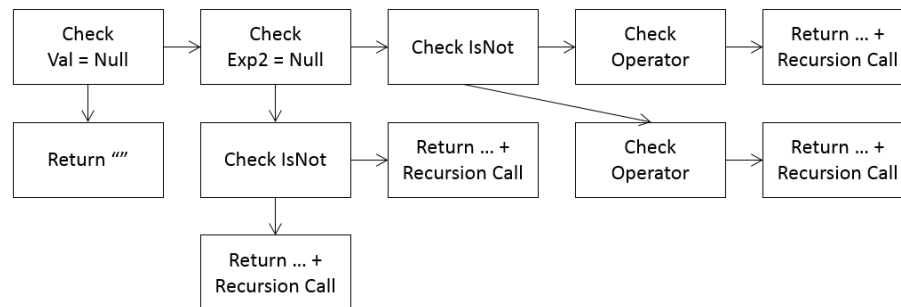 Check
Val = Null
Check
Exp2 = Null
Check IsNot
Check
Operator
Return ... +
Recursion Call
Return “”
Check IsNot
Return ... +
Recursion Call
Check
Operator
Return ... +
Recursion Call
Return ... +
Recursion Call